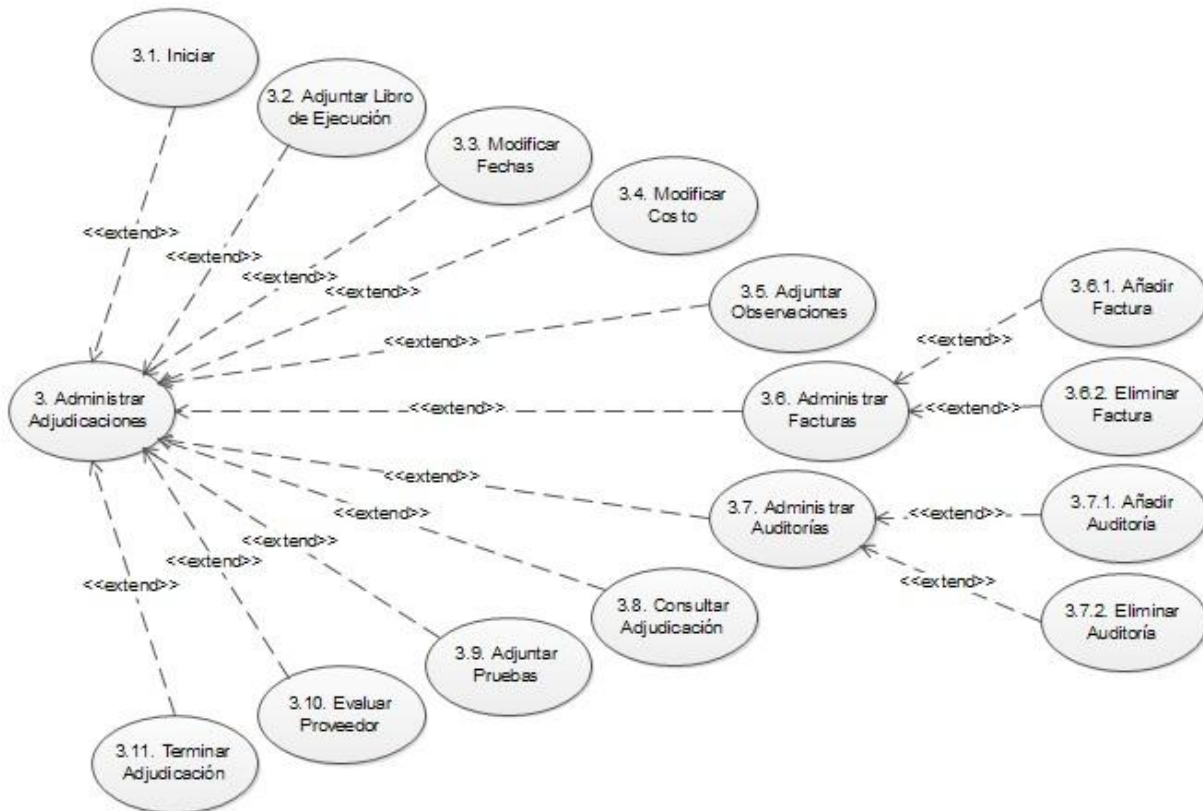 3.1. Iniciar
3.2. Adjuntar Libro
de Ejecución
3.3. Modificar
Fechas
3.4. Modificar
Costo
<<extend>>
<<extend>>
<<extend>>
<<extend>>
3.5. Adjuntar
Observaciones
3.6.1. Añadir
Factura
<<extend>>
<<extend>>
3. Administrar
Adjudicaciones
<<extend>>
3.6. Administrar
Facturas
<<extend>>
3.6.2. Eliminar
Factura
<<extend>>
3.7. Administrar
Auditorías
<<extend>>
3.7.1. Añadir
Auditoría
<<extend>>
<<extend>>
<<extend>>
<<extend>>
<<extend>>
3.8. Consultar
Adjudicación
3.7.2. Eliminar
Auditoría
3.9. Adjuntar
Pruebas
3.10. Evaluar
Proveedor
3.11. Terminar
Adjudicación